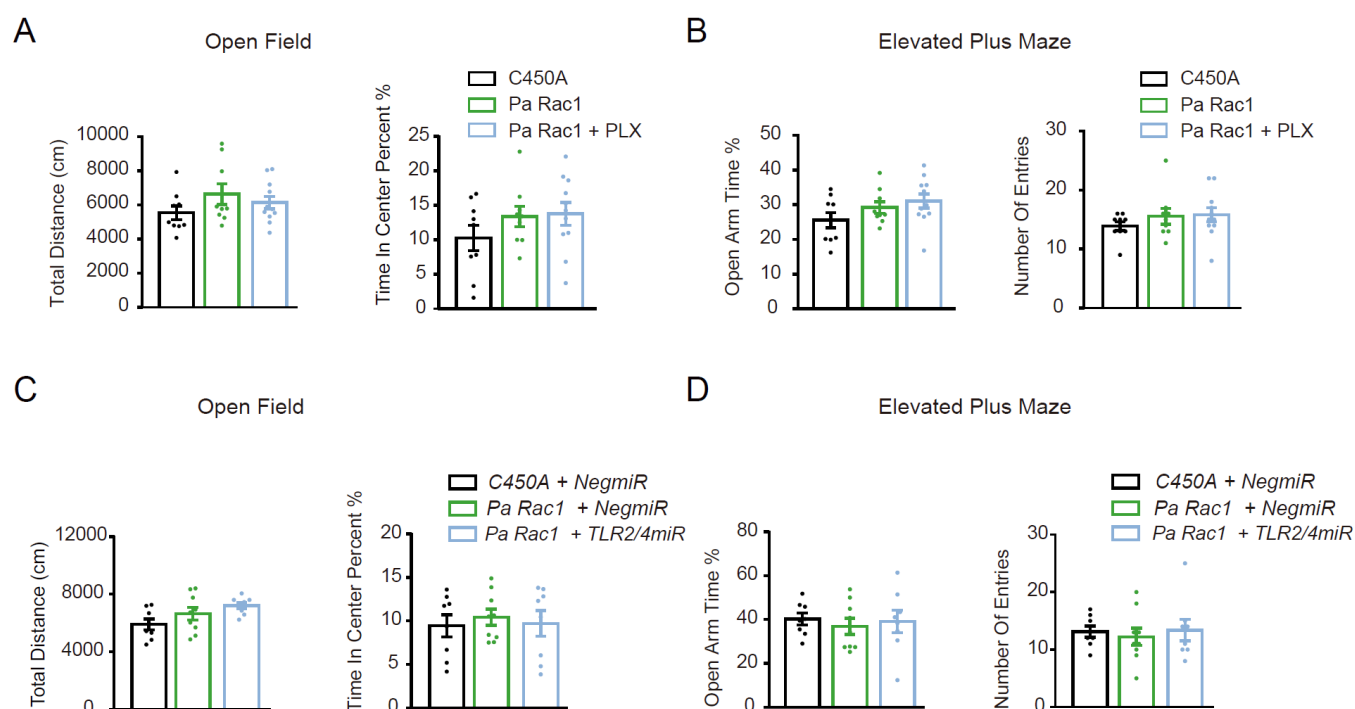 A
Open Field
B
Elevated Plus Maze
C450A
Pa Rac1
Pa Rac1 + PLX
C450A
Pa Rac1
Pa Rac1 + PLX
Total Distance (cm)
10000
8000
6000
4000
2000
0
Time In Center Percent %
25
20
15
10
5
0
Open Arm Time %
50
40
30
20
10
0
Number Of Entries
30
20
10
0
C
Open Field
D
Elevated Plus Maze
C450A + NegmiR
Pa Rac1 + NegmiR
Pa Rac1 + TLR2/4miR
C450A + NegmiR
Pa Rac1 + NegmiR
Pa Rac1 + TLR2/4miR
Total Distance (cm)
12000
8000
4000
0
Time In Center Percent %
20
15
10
5
0
Open Arm Time %
80
60
40
20
0
Number Of Entries
30
20
10
0